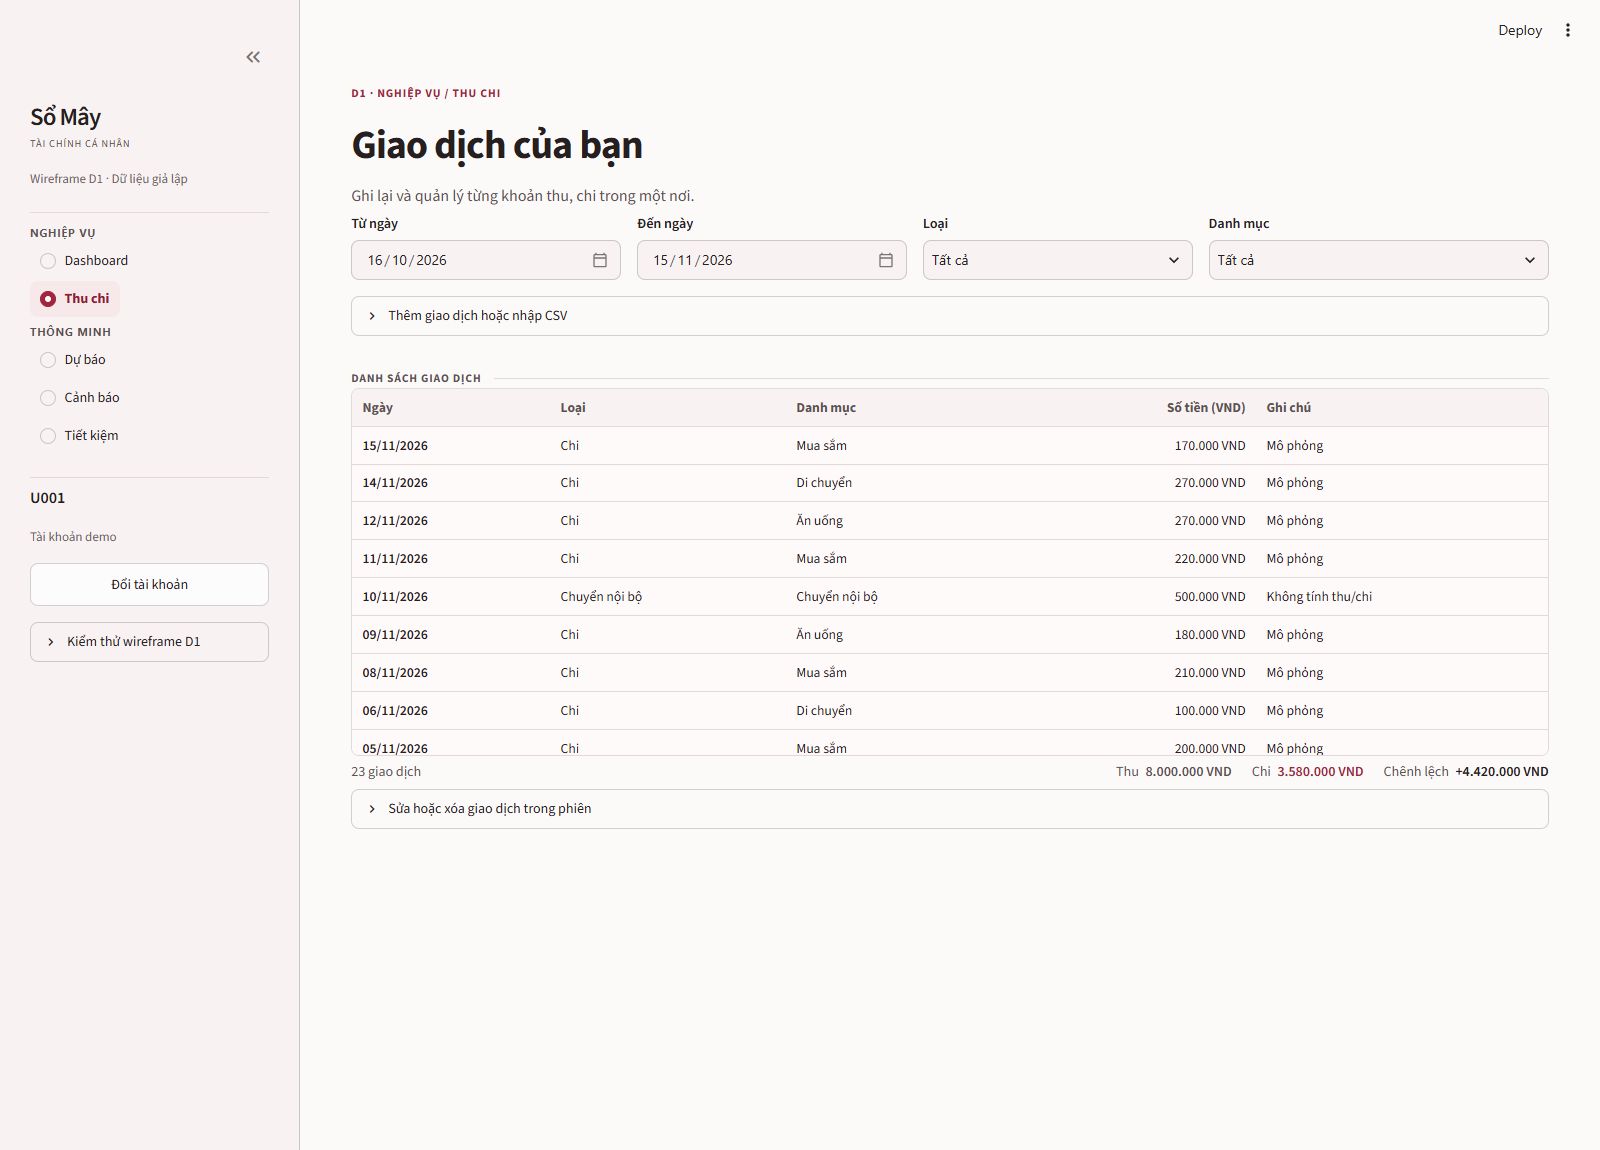 Deploy
Sổ Mây
TÀI CHÍNH CÁ NHÂN
Wireframe D1 · Dữ liệu giả lập
NGHIỆP VỤ
Dashboard
Thu chi
THÔNG MINH
Dự báo
Cảnh báo
Tiết kiệm
U001
Tài khoản demo
Đổi tài khoản
Kiểm thử wireframe D1
D1 · NGHIỆP VỤ / THU CHI
Giao dịch của bạn
Ghi lại và quản lý từng khoản thu, chi trong một nơi.
Từ ngày Đến ngày Loại Danh mục
16/10/2026 15/11/2026 Tất cả Tất cả
Thêm giao dịch hoặc nhập CSV
DANH SÁCH GIAO DỊCH
Ngày Loại Danh mục Số tiền (VND) Ghi chú
15/11/2026 Chi Mua sắm 170.000 VND Mô phỏng
14/11/2026 Chi Di chuyển 270.000 VND Mô phỏng
12/11/2026 Chi Ăn uống 270.000 VND Mô phỏng
11/11/2026 Chi Mua sắm 220.000 VND Mô phỏng
10/11/2026 Chuyển nội bộ Chuyển nội bộ 500.000 VND Không tính thu/chi
09/11/2026 Chi Ăn uống 180.000 VND Mô phỏng
08/11/2026 Chi Mua sắm 210.000 VND Mô phỏng
06/11/2026 Chi Di chuyển 100.000 VND Mô phỏng
05/11/2026 Chi Mua sắm 200.000 VND Mô phỏng
23 giao dịch Thu 8.000.000 VND Chi 3.580.000 VND Chênh lệch +4.420.000 VND
Sửa hoặc xóa giao dịch trong phiên